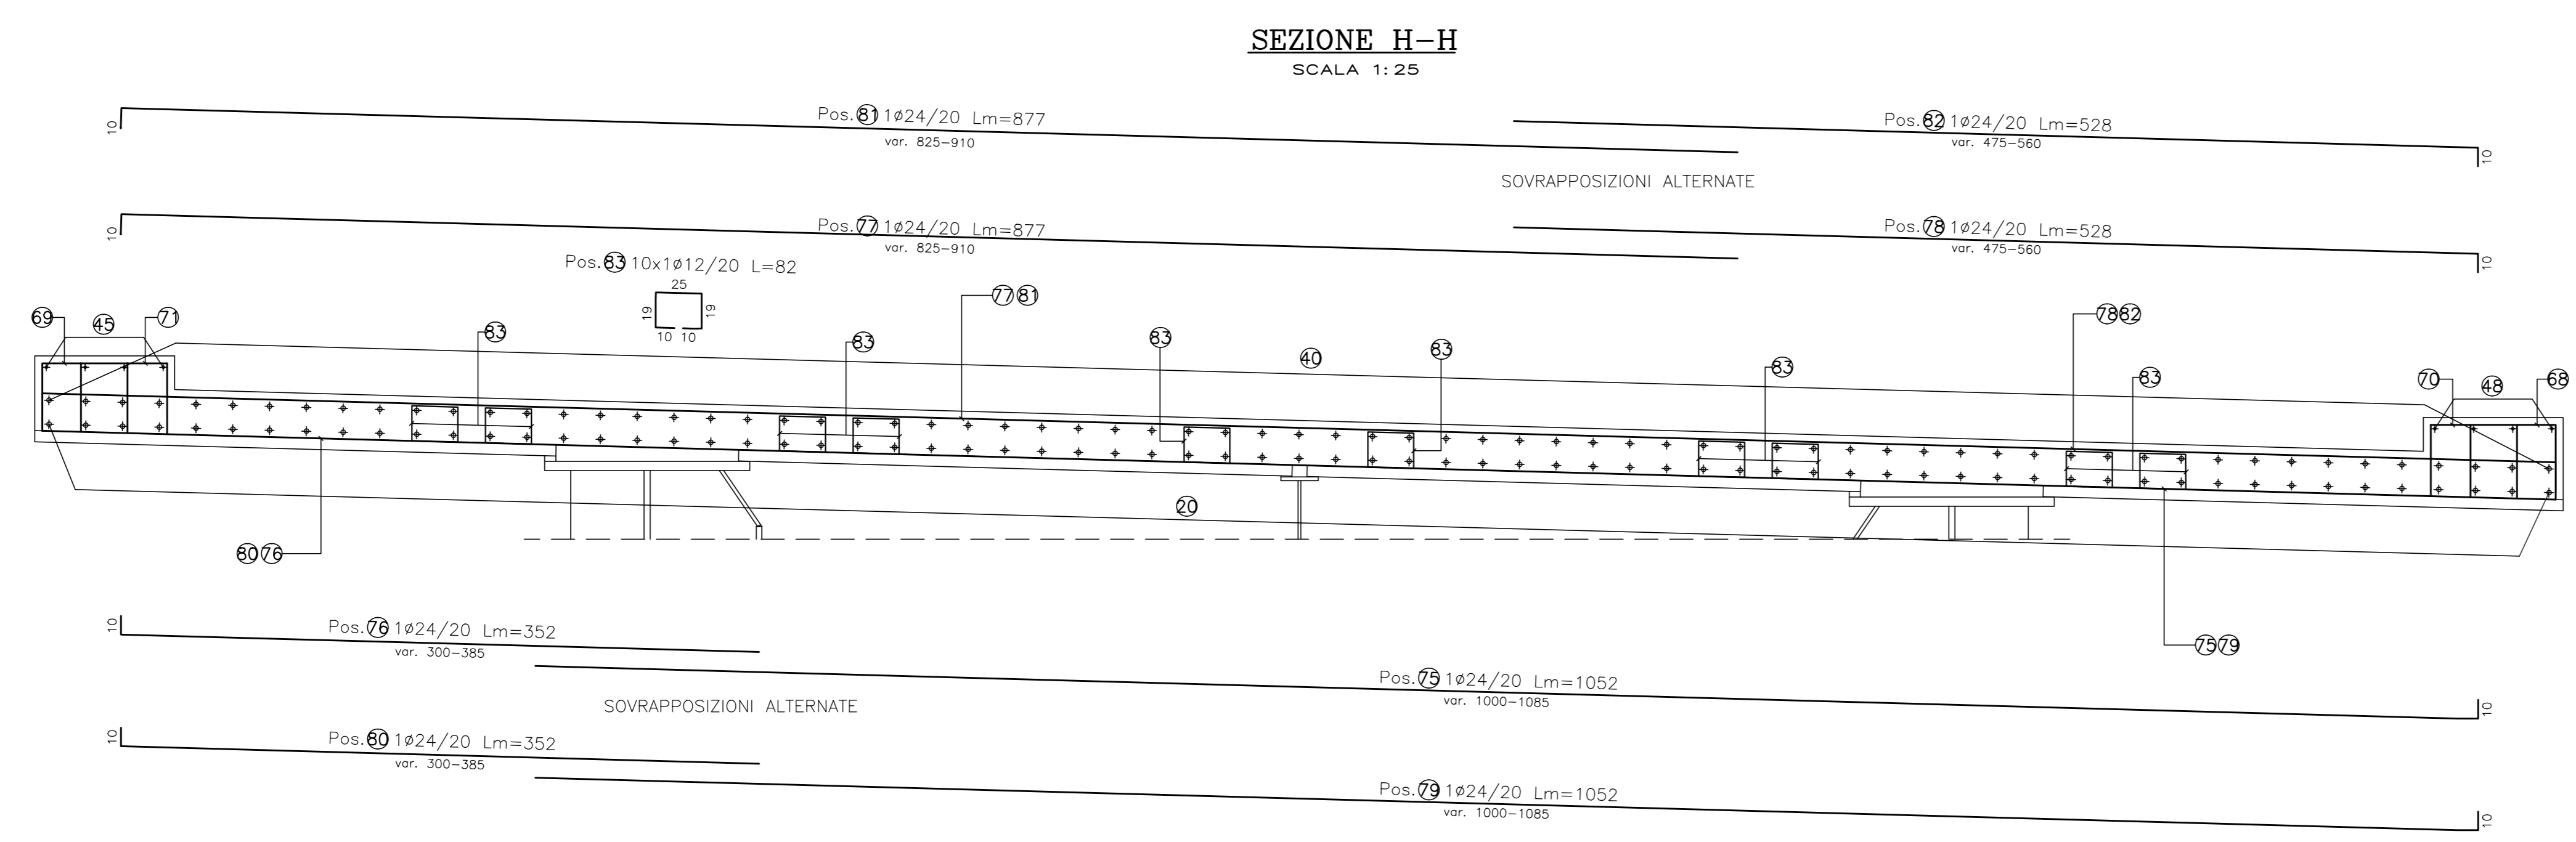 SEZIONE H-H
SCALA 1:25
Pos. 81 1ø24/20 Lm=877
var. 825-910
10
Pos. 82 1ø24/20 Lm=528
var. 475-560
10
SOVRAPPOSIZIONI ALTERNATE
Pos. 77 1ø24/20 Lm=877
var. 825-910
10
Pos. 78 1ø24/20 Lm=528
var. 475-560
10
Pos. 83 10x1ø12/20 L=82
25
19 19
10 10
77 81
78 82
69 45 71
83
83
83
40
83
83
83
70 48 68
20
80 76
75 79
Pos. 76 1ø24/20 Lm=352
var. 300-385
10
Pos. 75 1ø24/20 Lm=1052
var. 1000-1085
10
SOVRAPPOSIZIONI ALTERNATE
Pos. 80 1ø24/20 Lm=352
var. 300-385
10
Pos. 79 1ø24/20 Lm=1052
var. 1000-1085
10